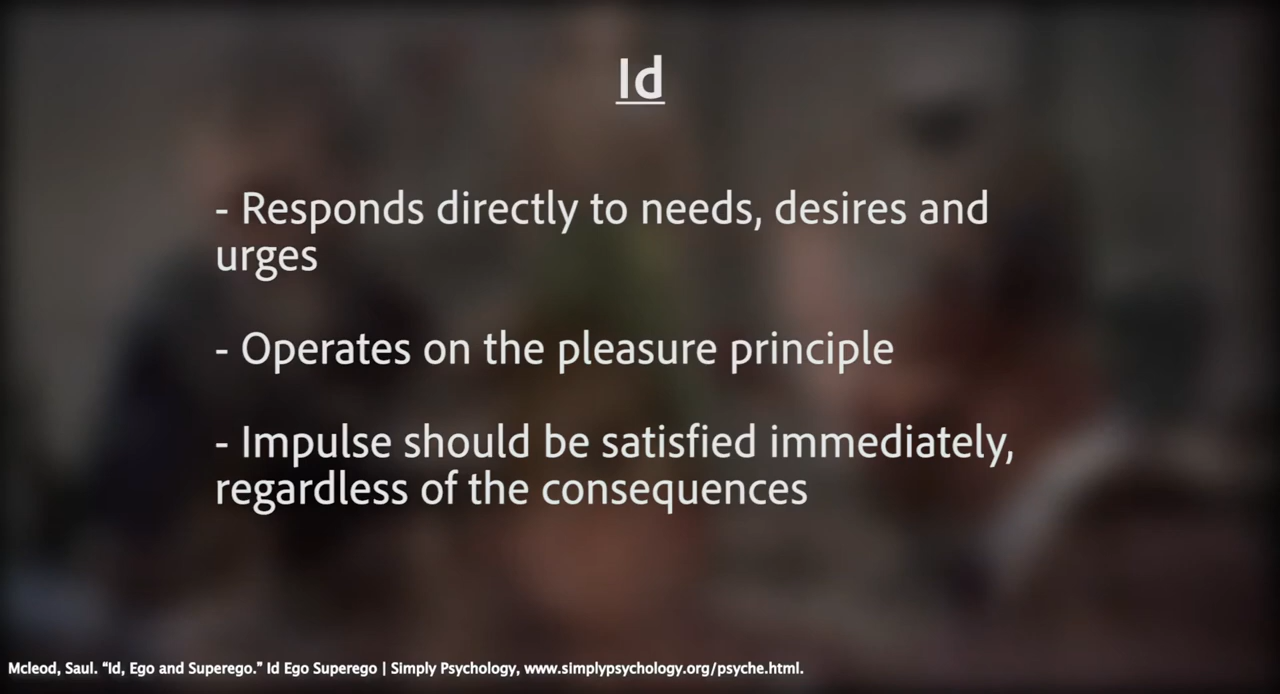 Id
- Responds directly to needs, desires and
urges
- Operates on the pleasure principle
- Impulse should be satisfied immediately,
regardless of the consequences
Mcleod, Saul. “Id, Ego and Superego.” Id Ego Superego | Simply Psychology, www.simplypsychology.org/psyche.html.